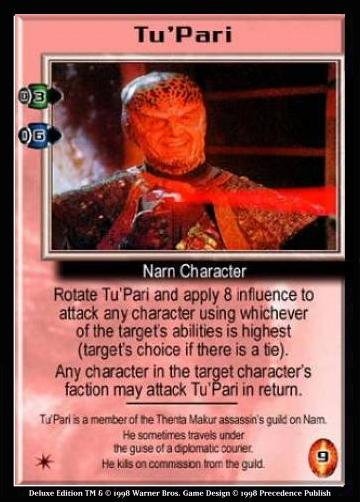 Tu'Pari
3
6
Narn Character
Rotate Tu'Pari and apply 8 influence to
attack any character using whichever
of the target's abilities is highest
(target's choice if there is a tie).
Any character in the target character's
faction may attack Tu'Pari in return.
Tu'Pari is a member of the Thenta Makur assassin's guild on Narn.
He sometimes travels under
the guise of a diplomatic courier.
He kills on commission from the guild.
9
Deluxe Edition TM & © 1998 Warner Bros. Game Design © 1998 Precedence Publish